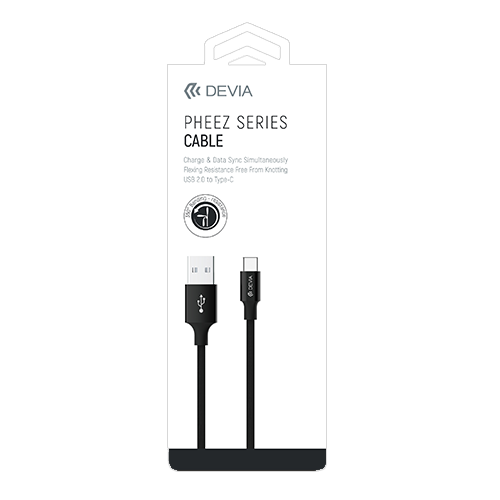 DEVIA
PHEEZ SERIES
CABLE
Charge & Data Sync Simultaneously
Flexing Resistance Free From Knotting
USB 2.0 to Type-C
DEVIA